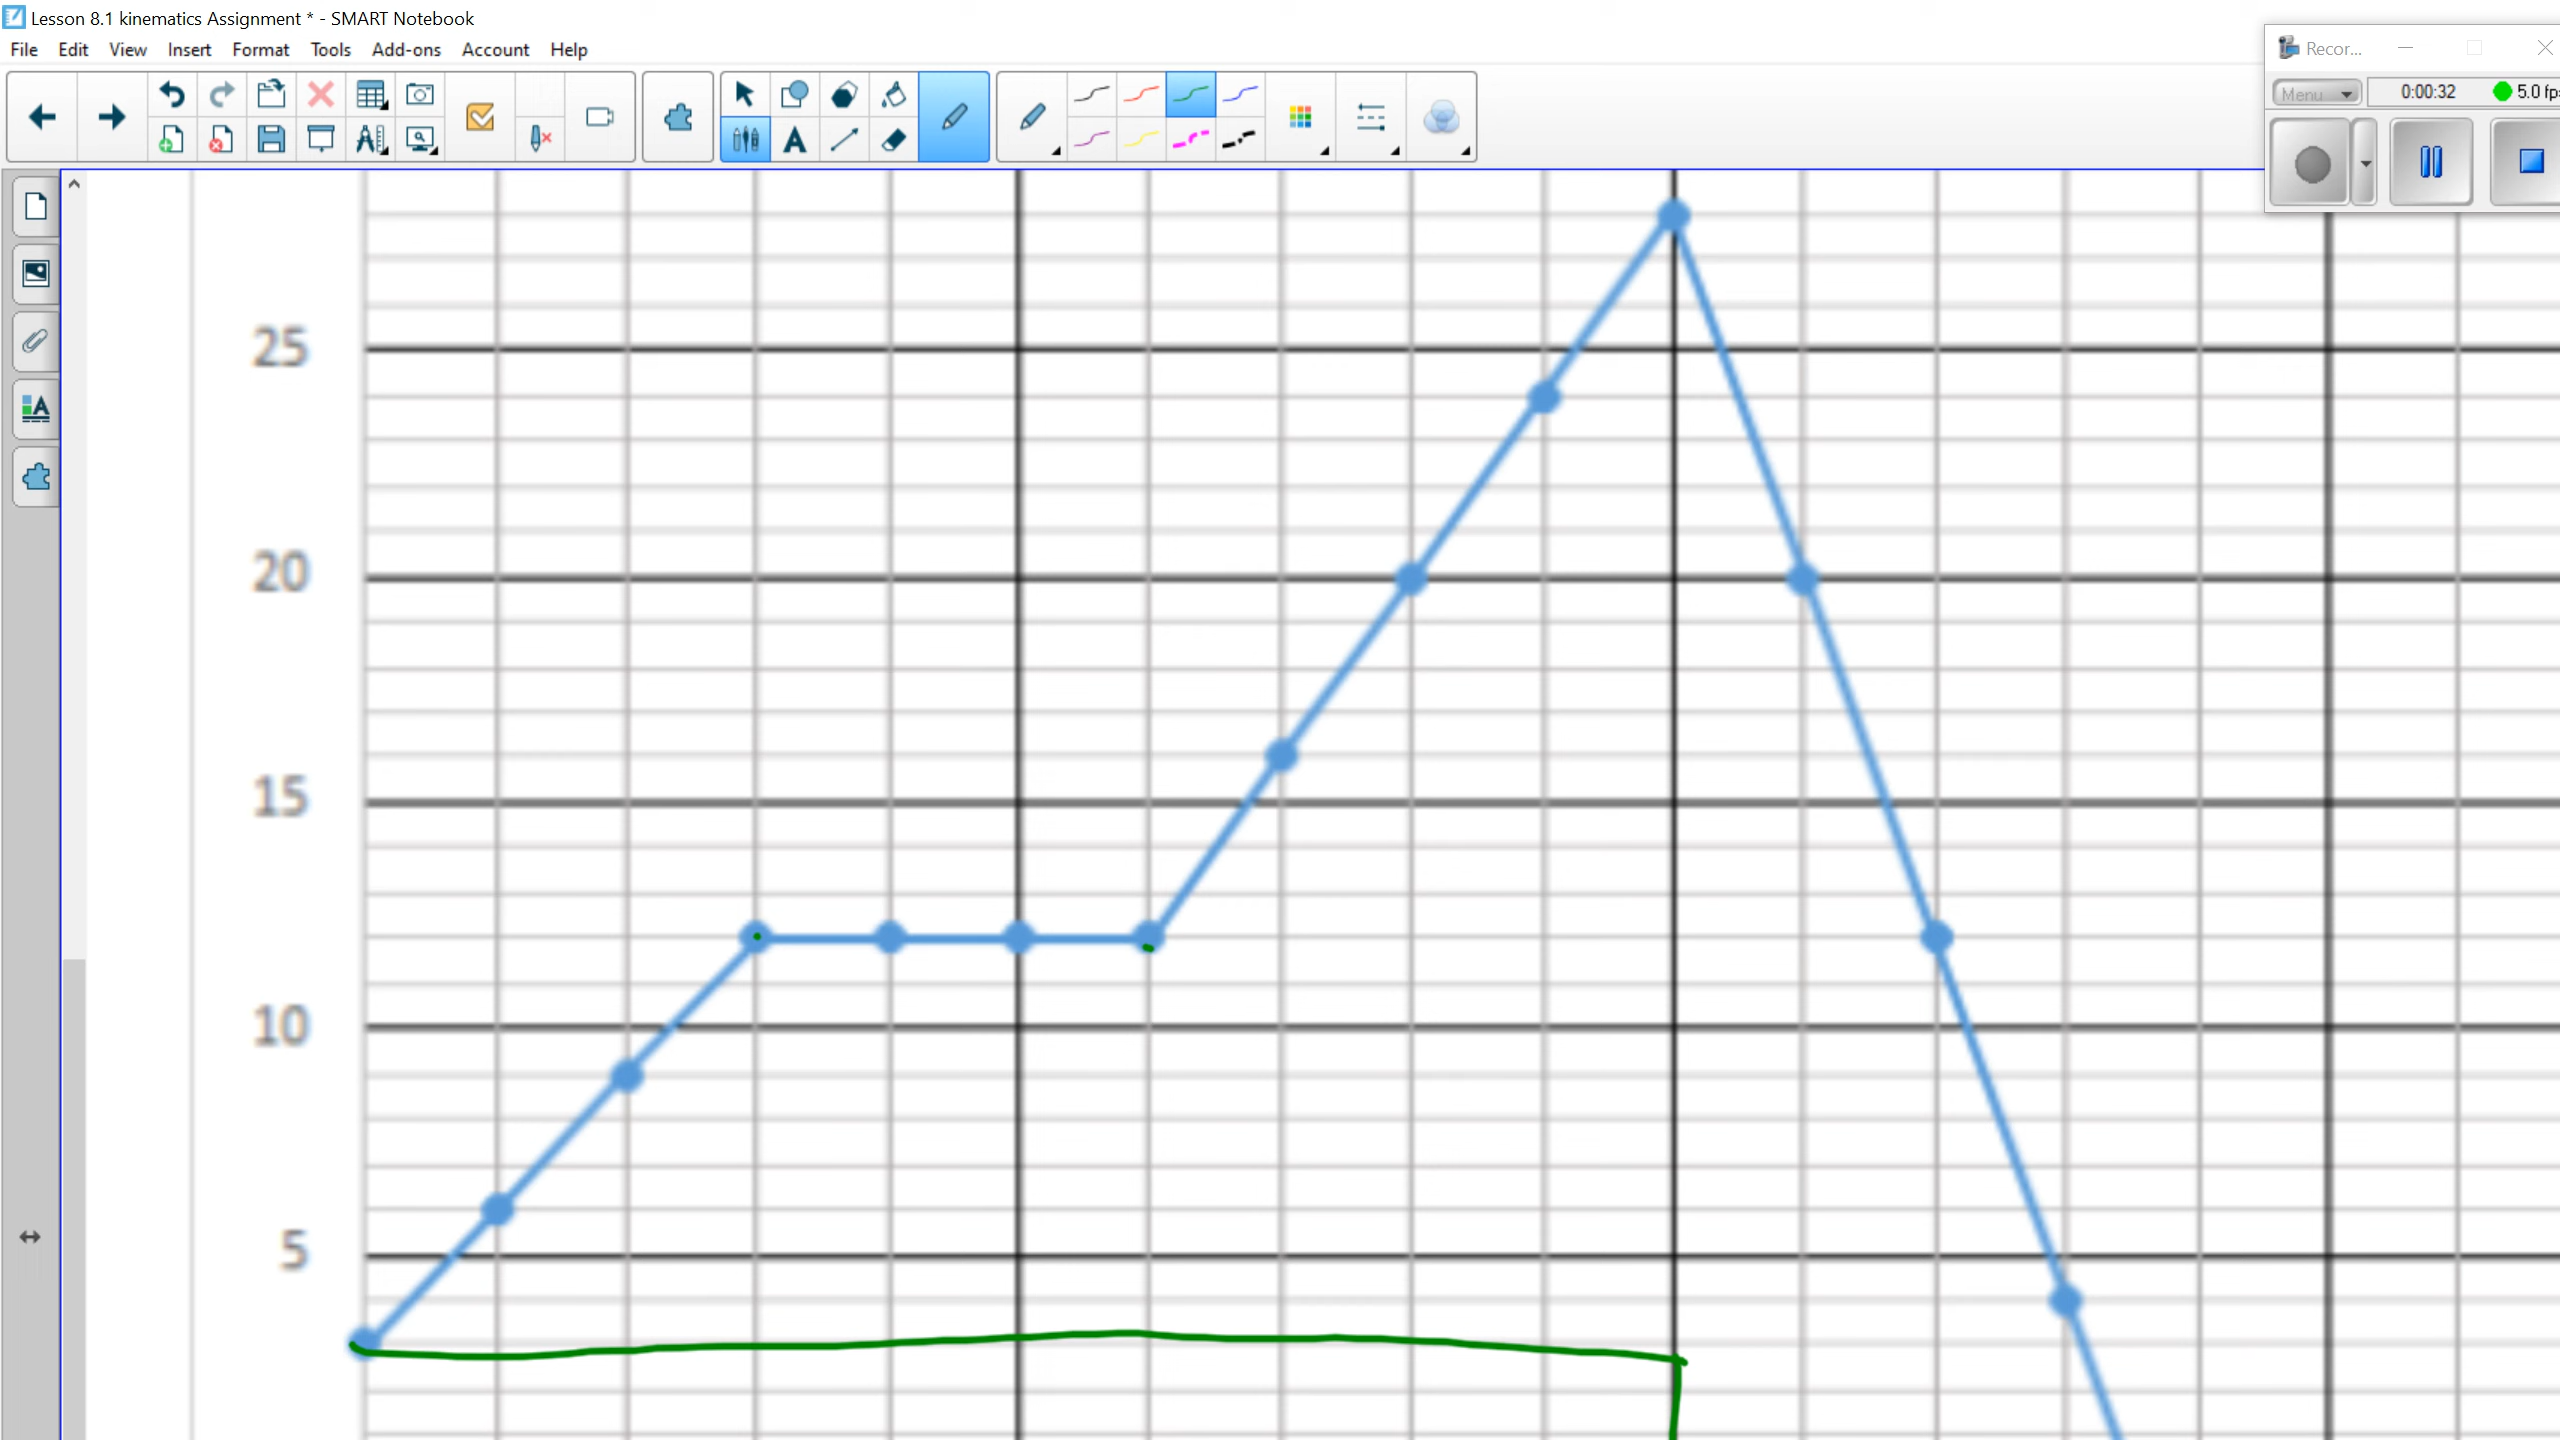 Lesson 8.1 kinematics Assignment * - SMART Notebook
File Edit View Insert Format Tools Add-ons Account Help
Recor...
Menu 0:00:32 5.0 fp
25
20
15
10
5